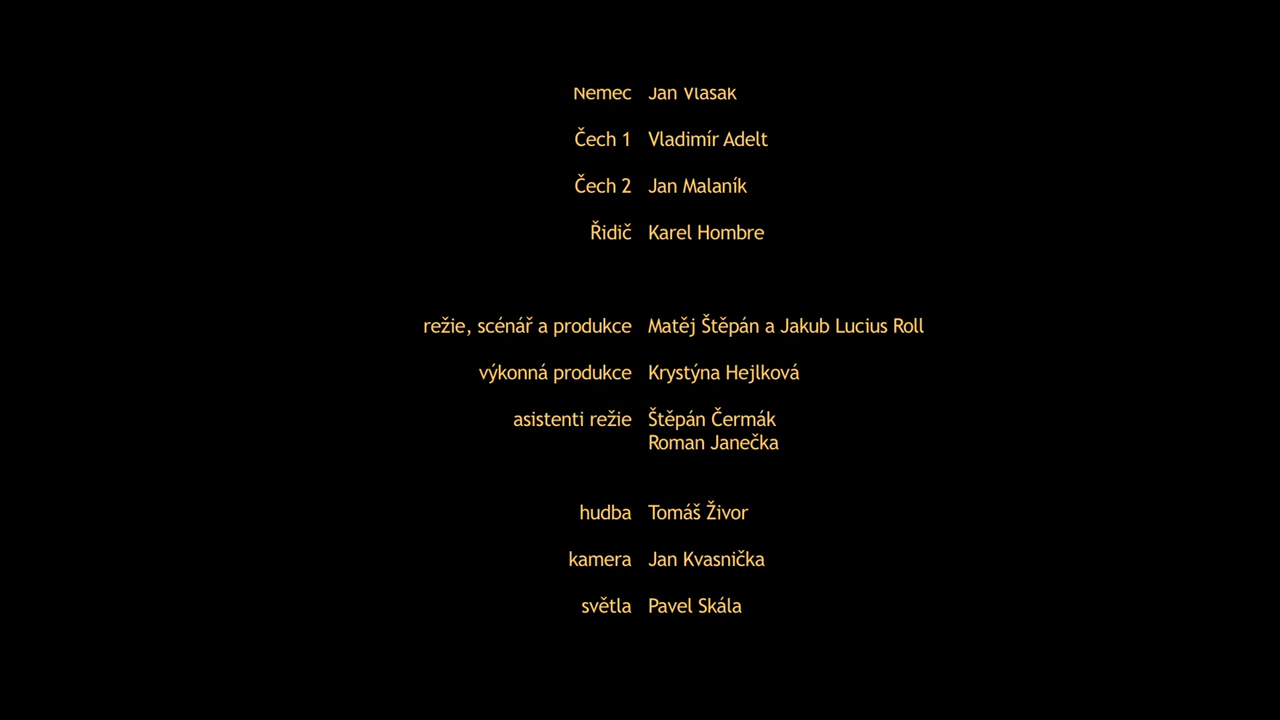 Němec Jan Vlasák
Čech 1 Vladimír Adelt
Čech 2 Jan Malaník
Řidič Karel Hombre
režie, scénář a produkce Matěj Štěpán a Jakub Lucius Roll
výkonná produkce Krystýna Hejlková
asistenti režie Štěpán Čermák
Roman Janečka
hudba Tomáš Živor
kamera Jan Kvasnička
světla Pavel Skála